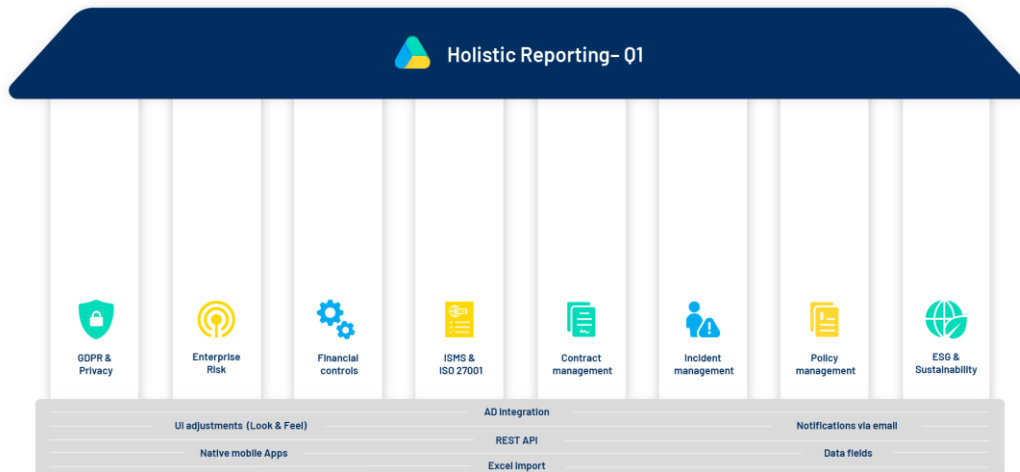 Holistic Reporting– Q1
GDPR &
Privacy
Enterprise
Risk
Financial
controls
ISMS &
ISO 27001
Contract
management
Incident
management
Policy
management
ESG &
Sustainability
AD Integration
UI adjustments (Look & Feel)
Notifications via email
REST API
Native mobile Apps
Data fields
Excel import